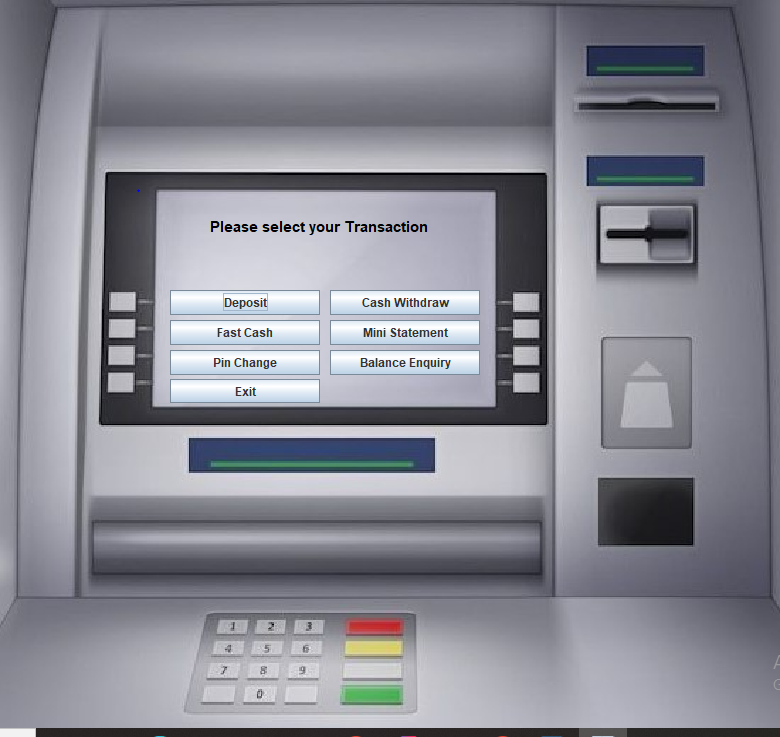 Please select your Transaction
Deposit
Cash Withdraw
Fast Cash
Mini Statement
Pin Change
Balance Enquiry
Exit
1 2 3
4 5 6
7 8 9
0